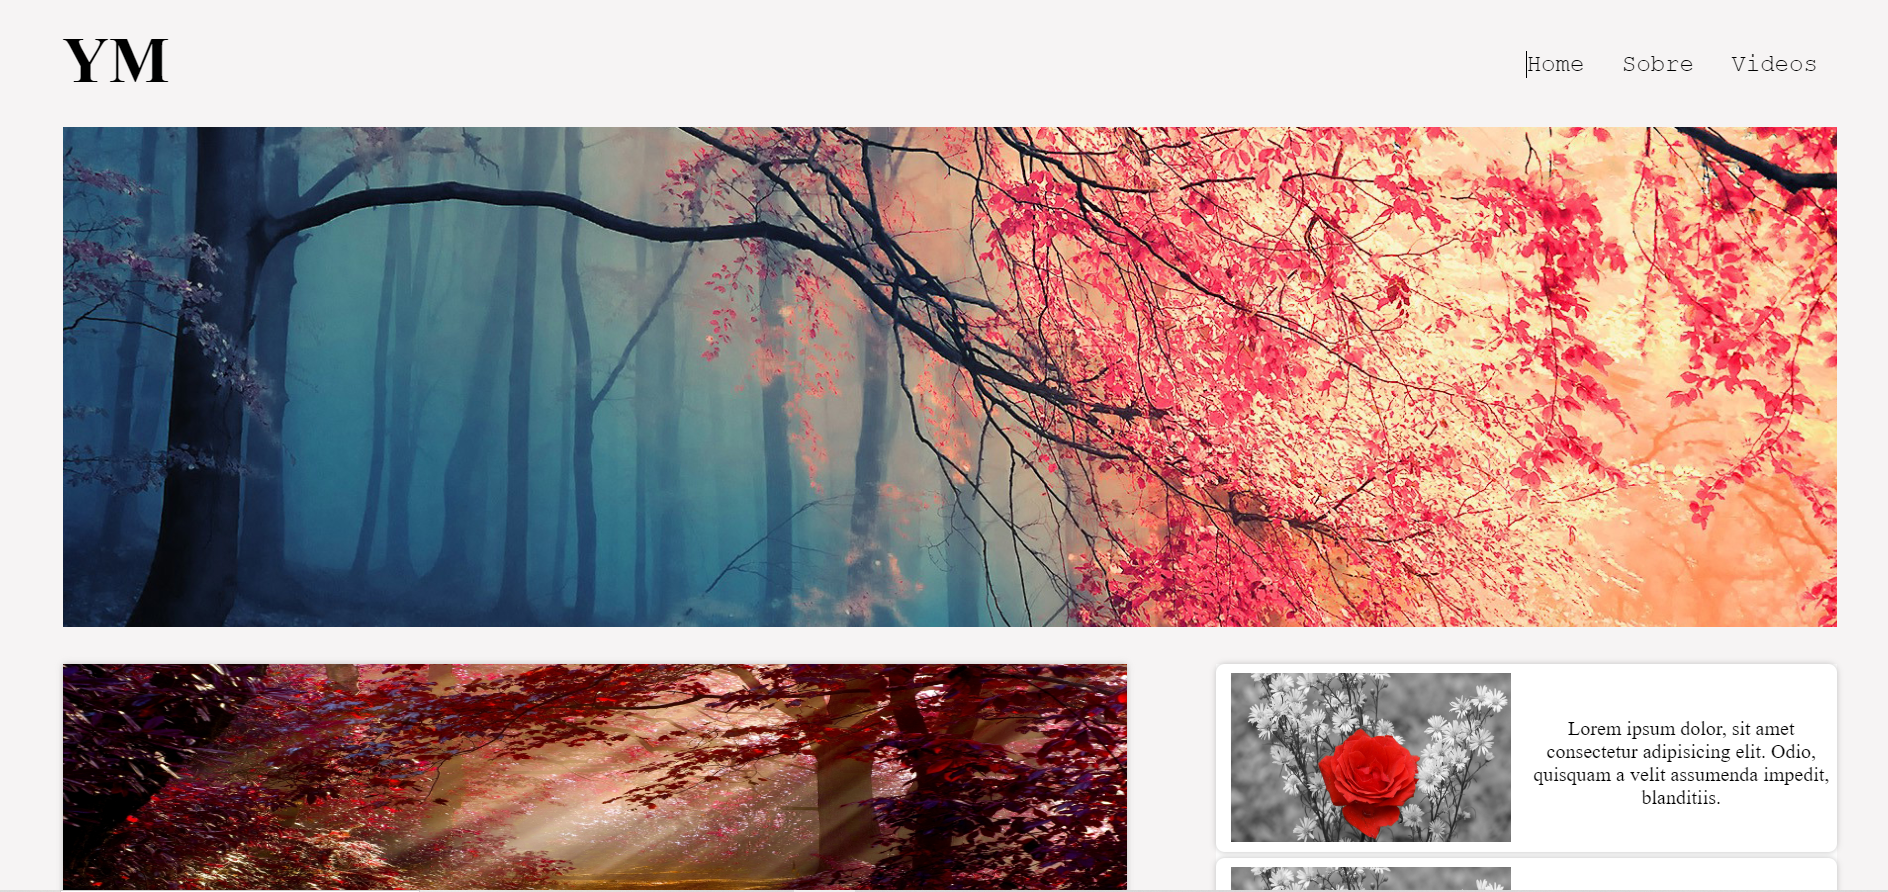 YM
Home Sobre Videos
Lorem ipsum dolor, sit amet
consectetur adipisicing elit. Odio,
quisquam a velit assumenda impedit,
blanditiis.